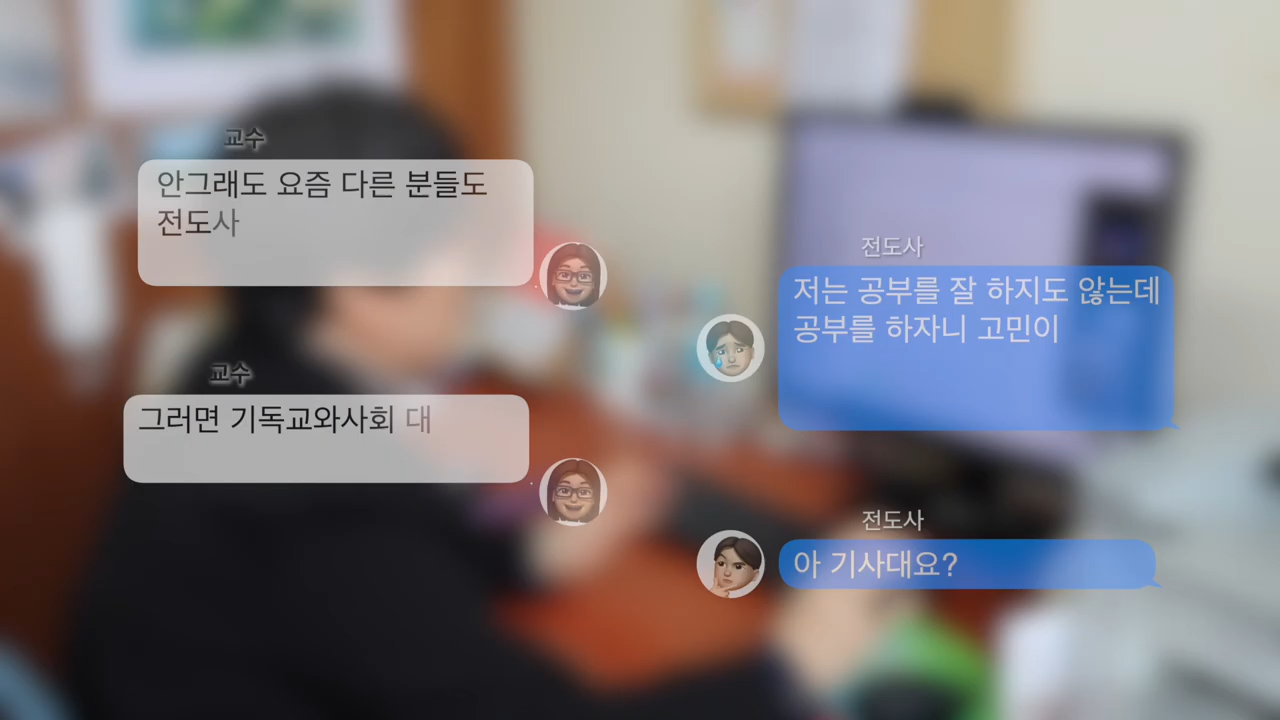 교수
안그래도 요즘 다른 분들도
전도사
전도사
저는 공부를 잘 하지도 않는데
공부를 하자니 고민이
교수
그러면 기독교와사회 대
전도사
아 기사대요?